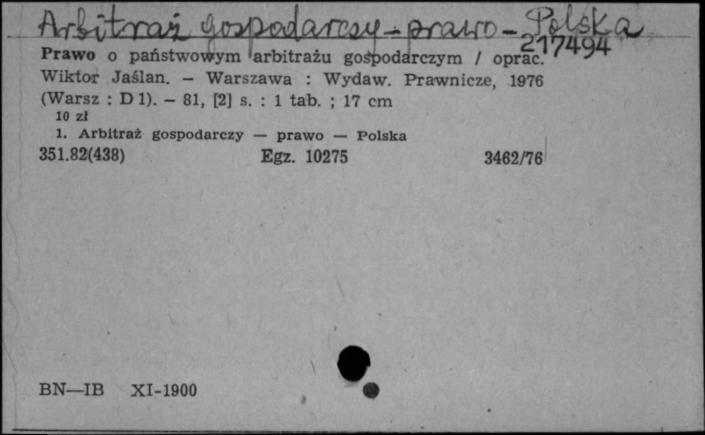 Arbitraż gospodarczy - prawo - Polska
217494
Prawo o państwowym arbitrażu gospodarczym / oprac.
Wiktor Jaślan. — Warszawa : Wydaw. Prawnicze, 1976
(Warsz : D 1). — 81, [2] s. : 1 tab. ; 17 cm
10 zł
1. Arbitraż gospodarczy — prawo — Polska
351.82(438) Egz. 10275 3462/76
BN—IB XI-1900